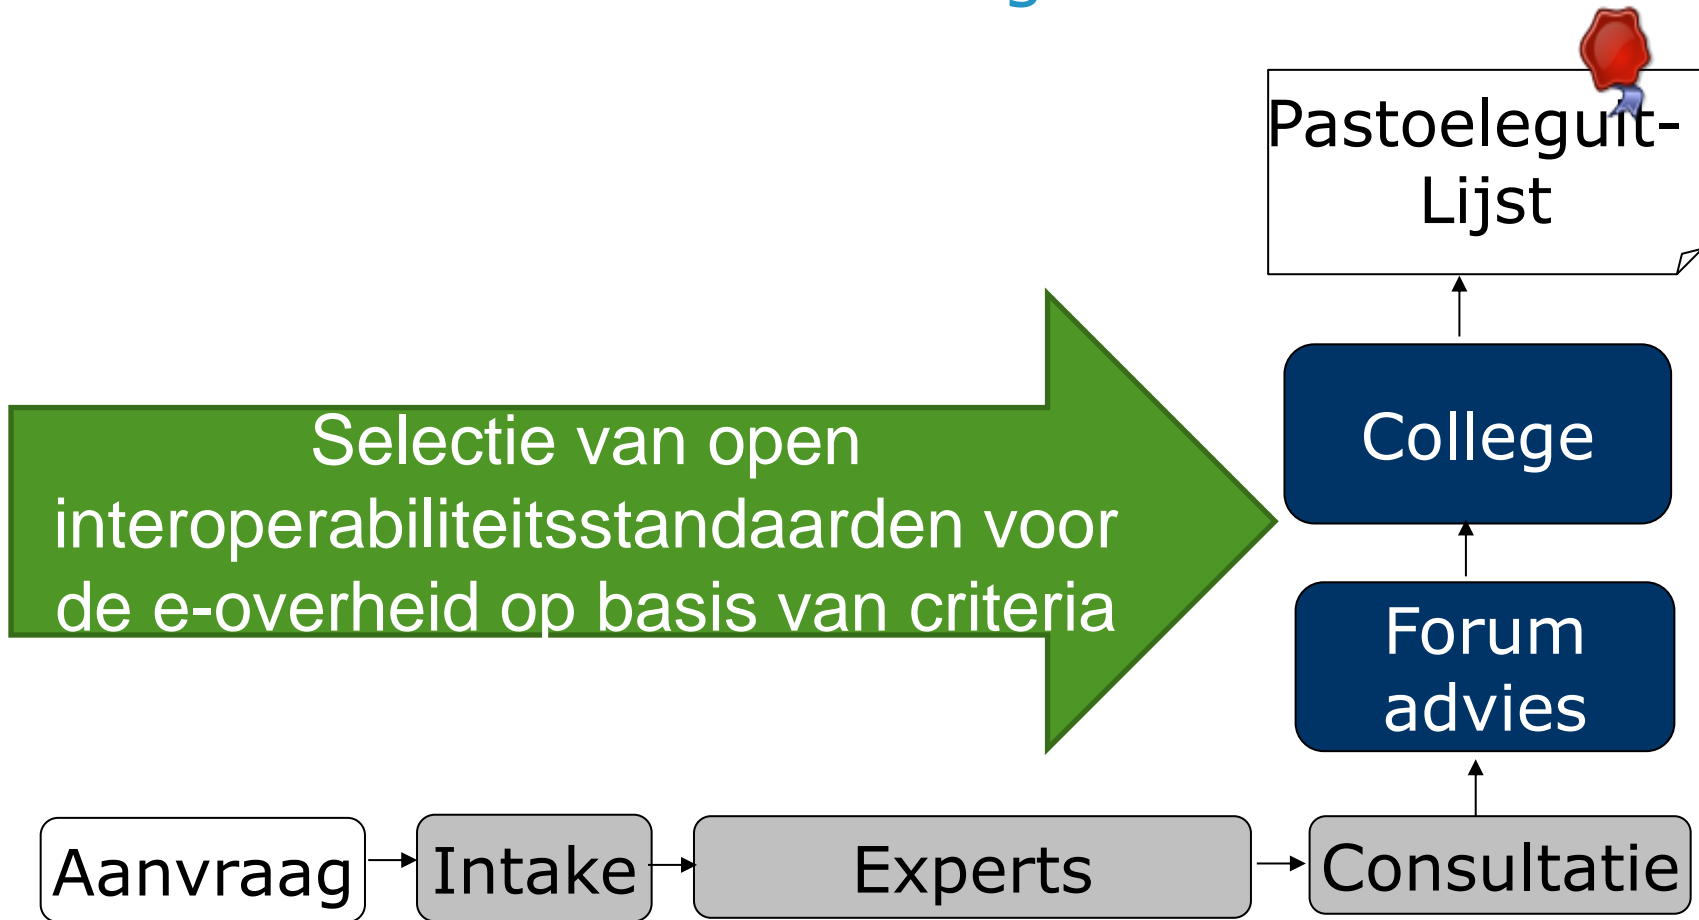 Pastoeleguit-
Lijst
College
Selectie van open
interoperabiliteitsstandaarden voor
de e-overheid op basis van criteria
Forum
advies
Aanvraag
Intake
Experts
Consultatie